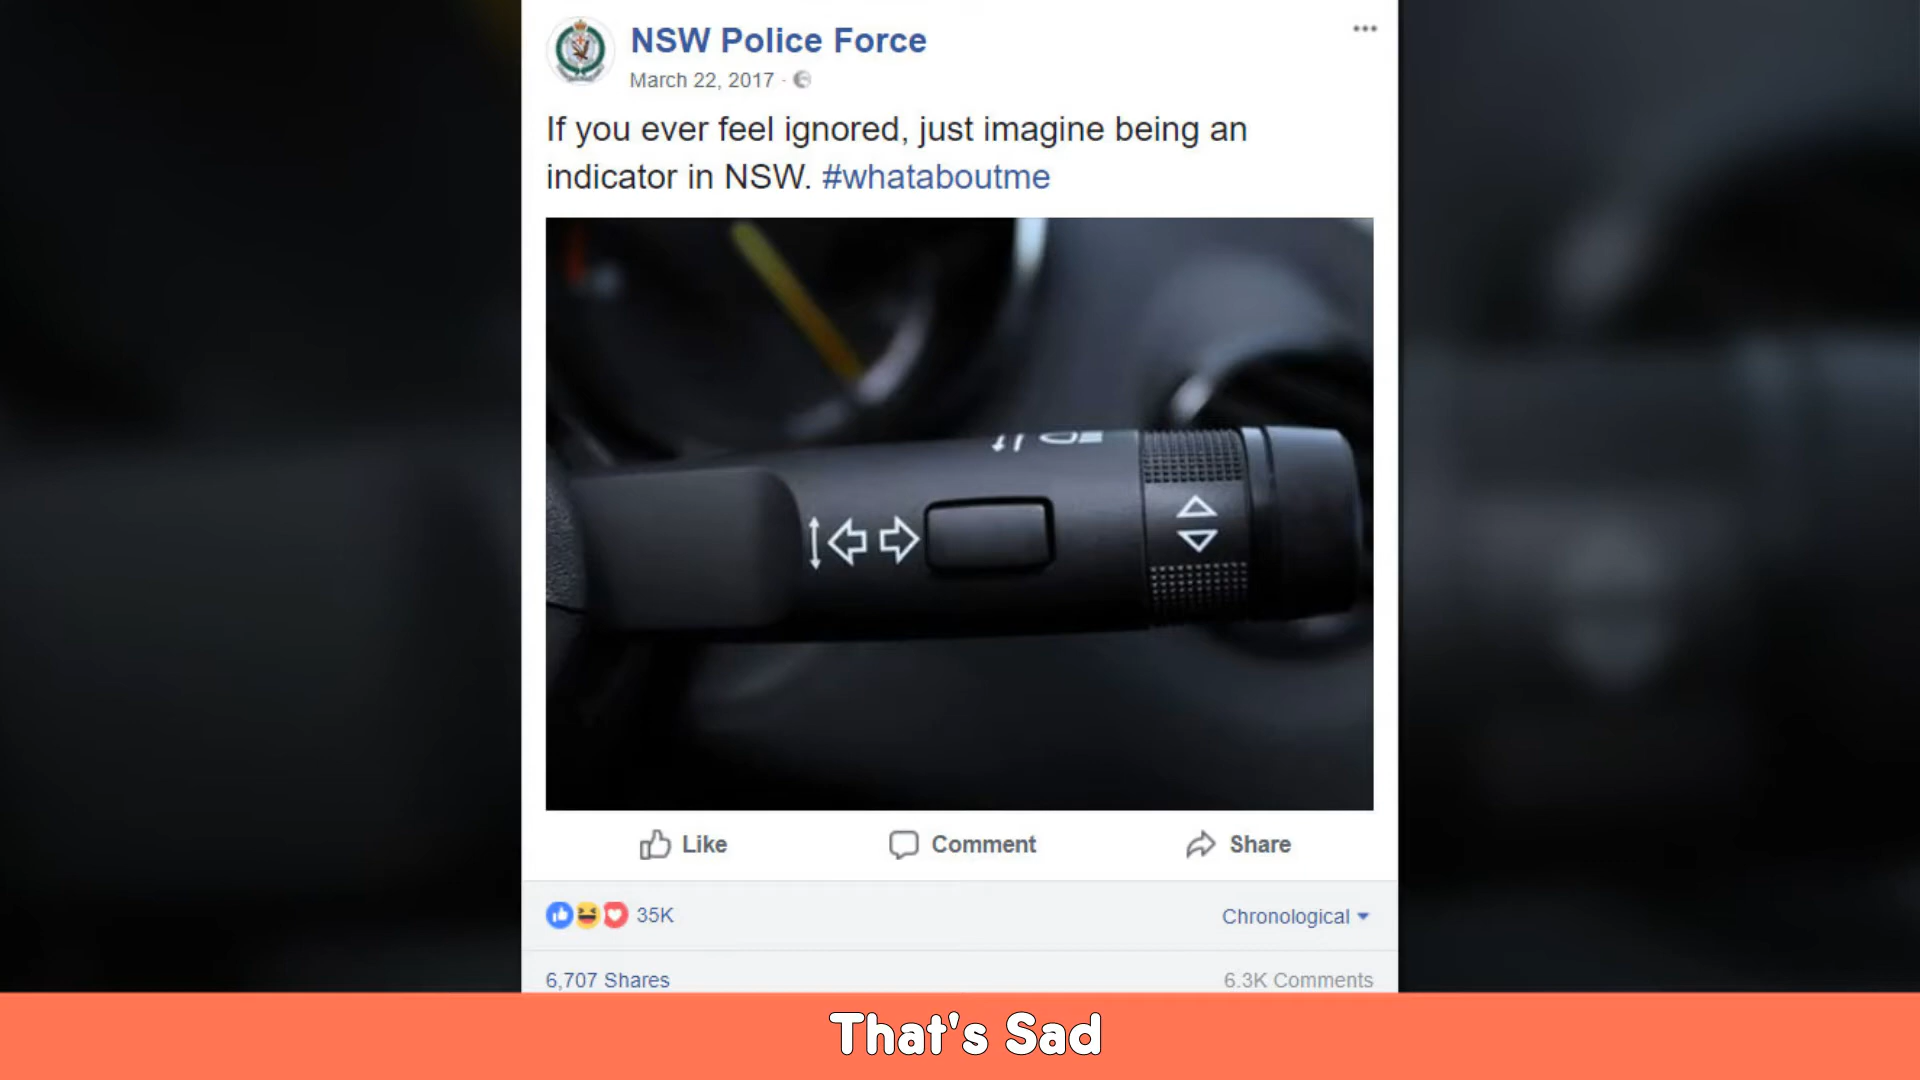 NSW Police Force
March 22, 2017
If you ever feel ignored, just imagine being an
indicator in NSW. #whataboutme
Like
Comment
Share
35K
Chronological
6,707 Shares
6.3K Comments
That's Sad